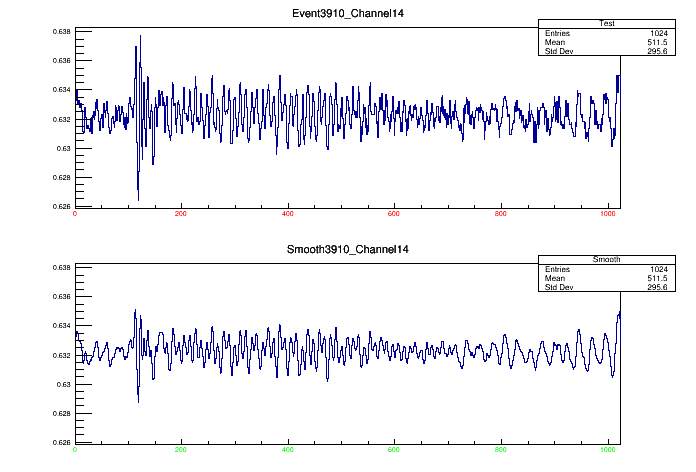 Event3910_Channel14
Test
Entries 1024
Mean 511.5
Std Dev 295.6
0.638
0.636
0.634
0.632
0.63
0.628
0.626
0 200 400 600 800 1000
Smooth3910_Channel14
Smooth
Entries 1024
Mean 511.5
Std Dev 295.6
0.638
0.636
0.634
0.632
0.63
0.628
0.626
0 200 400 600 800 1000